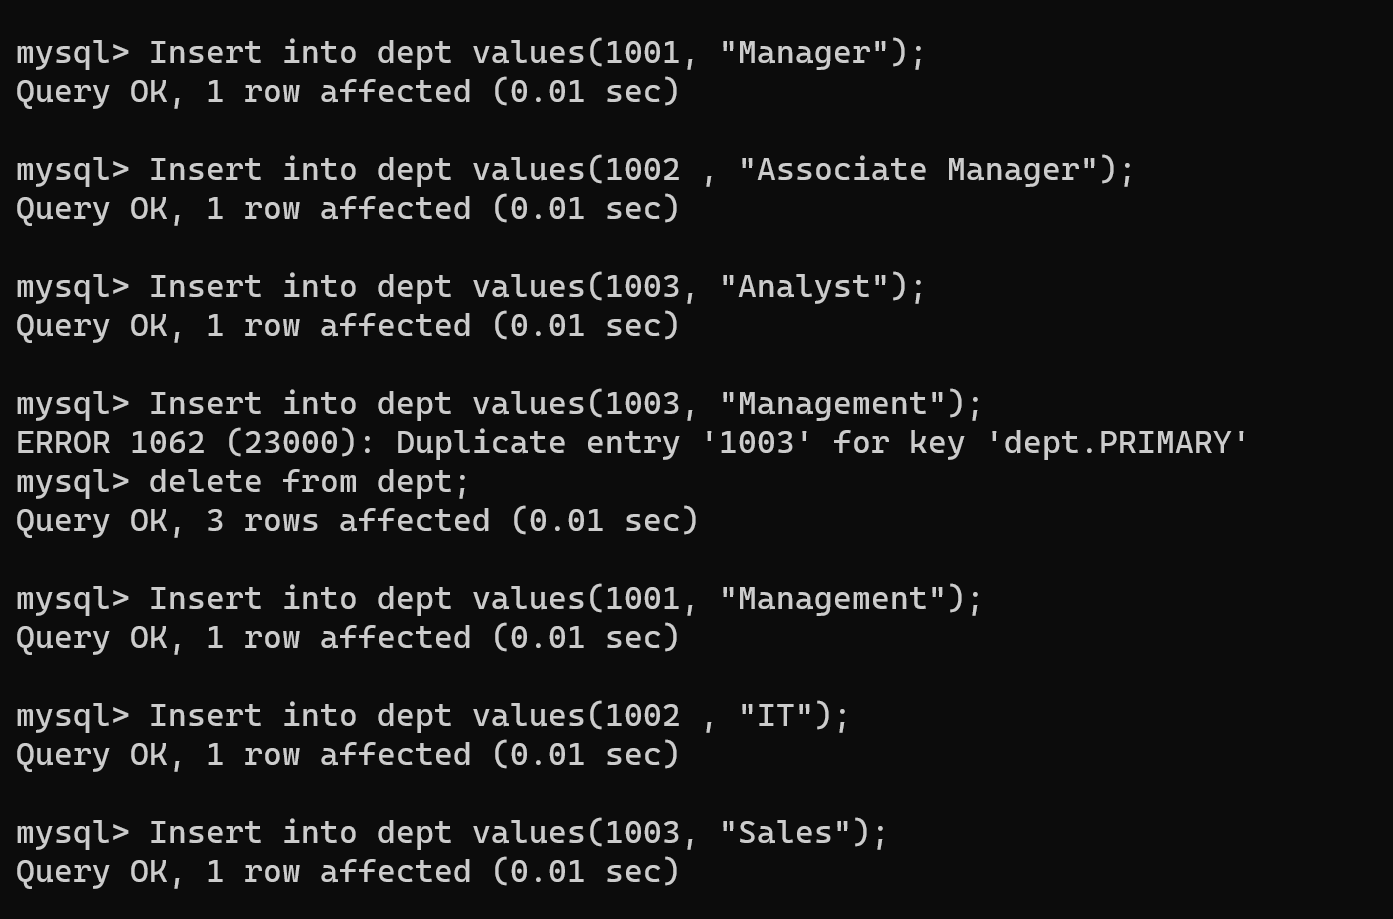 mysql> Insert into dept values(1001, "Manager");
Query OK, 1 row affected (0.01 sec)
mysql> Insert into dept values(1002 , "Associate Manager");
Query OK, 1 row affected (0.01 sec)
mysql> Insert into dept values(1003, "Analyst");
Query OK, 1 row affected (0.01 sec)
mysql> Insert into dept values(1003, "Management");
ERROR 1062 (23000): Duplicate entry '1003' for key 'dept.PRIMARY'
mysql> delete from dept;
Query OK, 3 rows affected (0.01 sec)
mysql> Insert into dept values(1001, "Management");
Query OK, 1 row affected (0.01 sec)
mysql> Insert into dept values(1002 , "IT");
Query OK, 1 row affected (0.01 sec)
mysql> Insert into dept values(1003, "Sales");
Query OK, 1 row affected (0.01 sec)